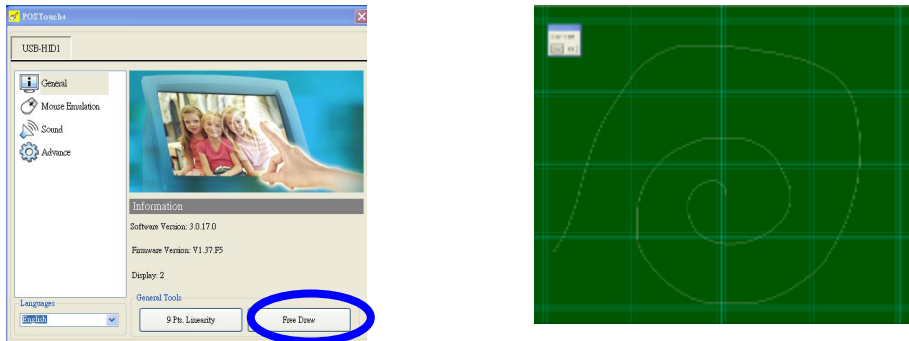 POSTouch+
USB-HID1
General
Mouse Emulation
Sound
Advance
Information
Software Version: 3.0.17.0
Firmware Version: V1.37.F5
Display: 2
Languages
English
General Tools
9 Pts. Linearity
Free Draw